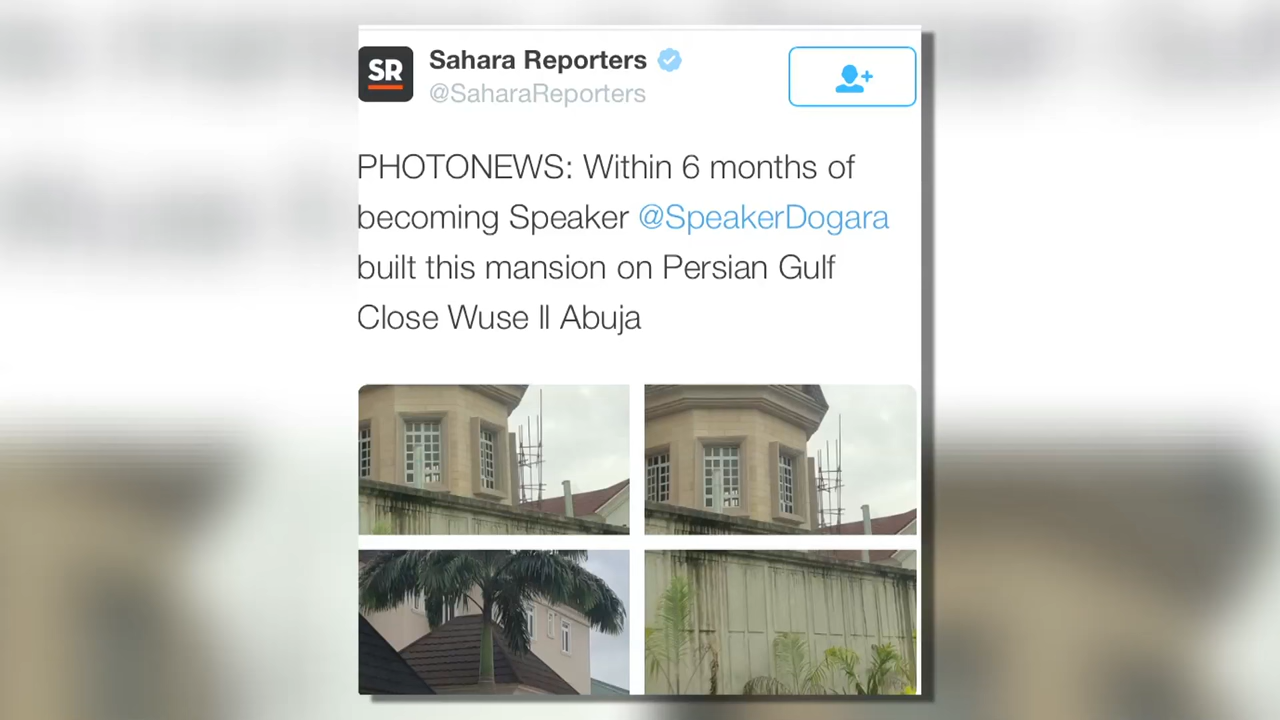 SR
Sahara Reporters
@SaharaReporters
PHOTONEWS: Within 6 months of
becoming Speaker @SpeakerDogara
built this mansion on Persian Gulf
Close Wuse ll Abuja